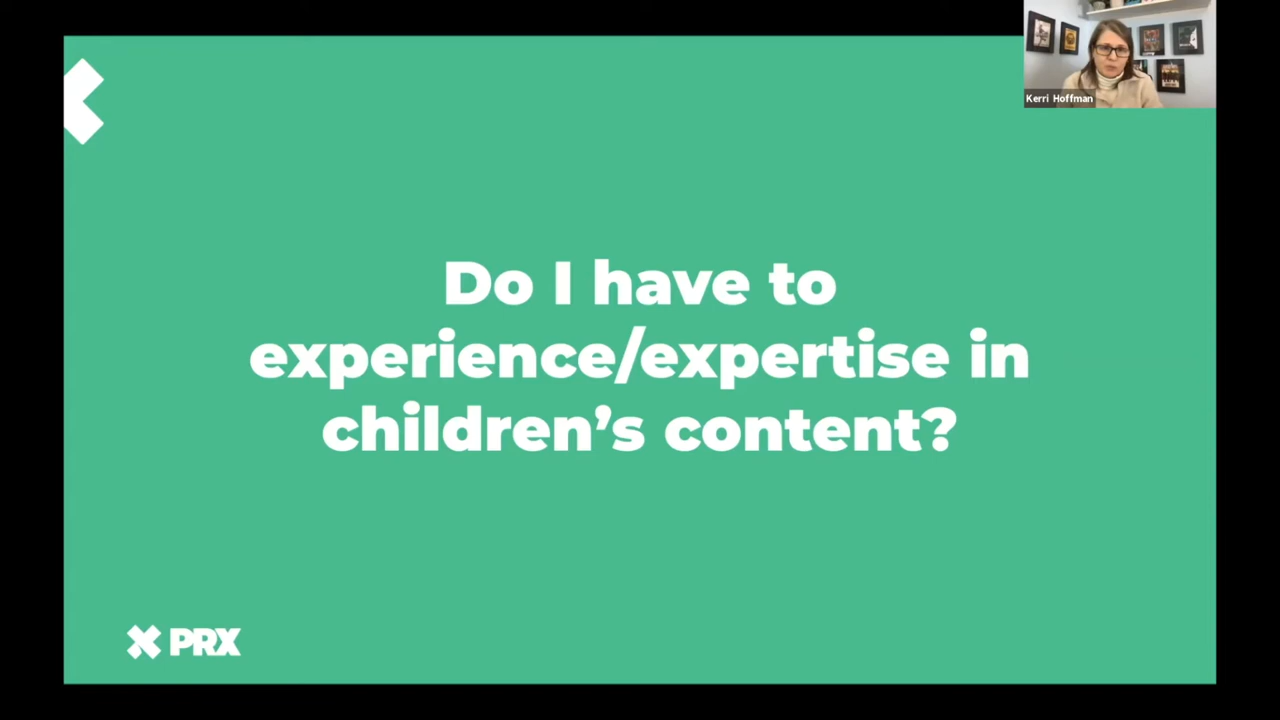 Kerri Hoffman
Do I have to
experience/expertise in
children’s content?
PRX